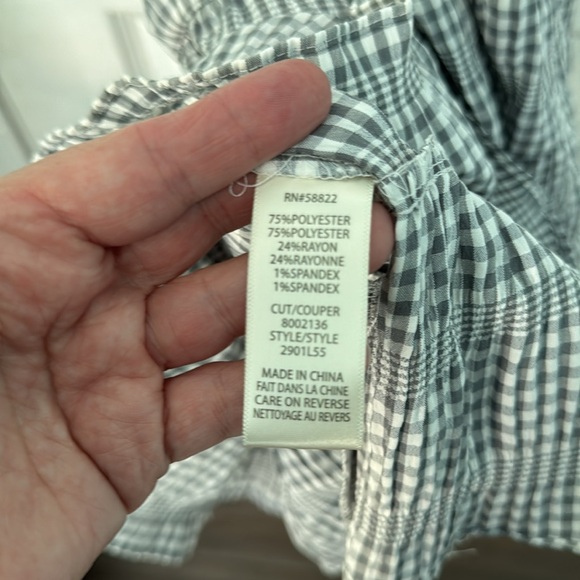 RN#58822
75%POLYESTER
75%POLYESTER
24%RAYON
24%RAYONNE
1%SPANDEX
1%SPANDEX
CUT/COUPER
8002136
STYLE/STYLE
2901L55
MADE IN CHINA
FAIT DANS LA CHINE
CARE ON REVERSE
NETTOYAGE AU REVERS